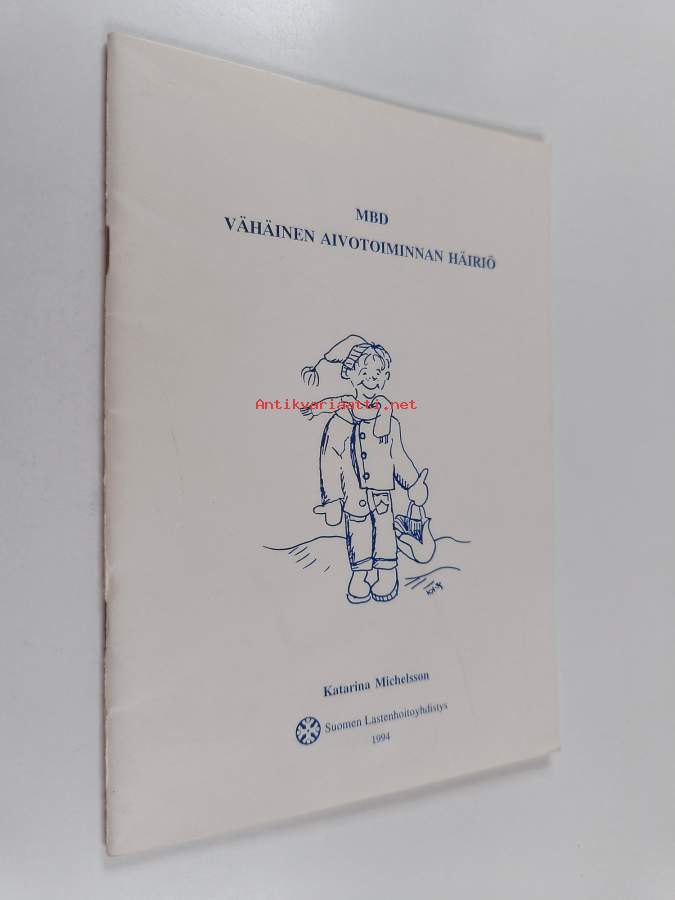 MBD
VÄHÄINEN AIVOTOIMINNAN HÄIRIÖ
Antikvariaatti.net
Katarina Michelsson
Suomen Lastenhoitoyhdistys
1994